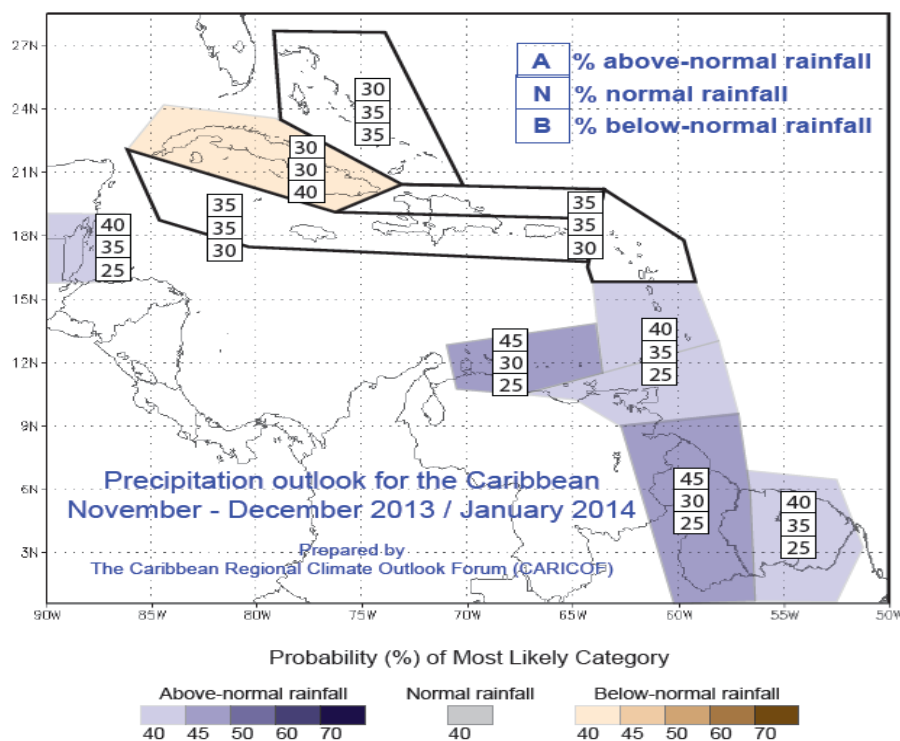 27N
24N
21N
18N
15N
12N
9N
6N
3N
A % above-normal rainfall
N % normal rainfall
B % below-normal rainfall
30
35
35
30
30
40
35
35
30
35
35
30
40
35
25
45
30
25
40
35
25
45
30
25
40
35
25
Precipitation outlook for the Caribbean
November - December 2013 / January 2014
Prepared by
The Caribbean Regional Climate Outlook Forum (CARICOF)
90W 85W 80W 75W 70W 65W 60W 55W 50W
Probability (%) of Most Likely Category
Above-normal rainfall Normal rainfall Below-normal rainfall
40 45 50 60 70 40 40 45 50 60 70